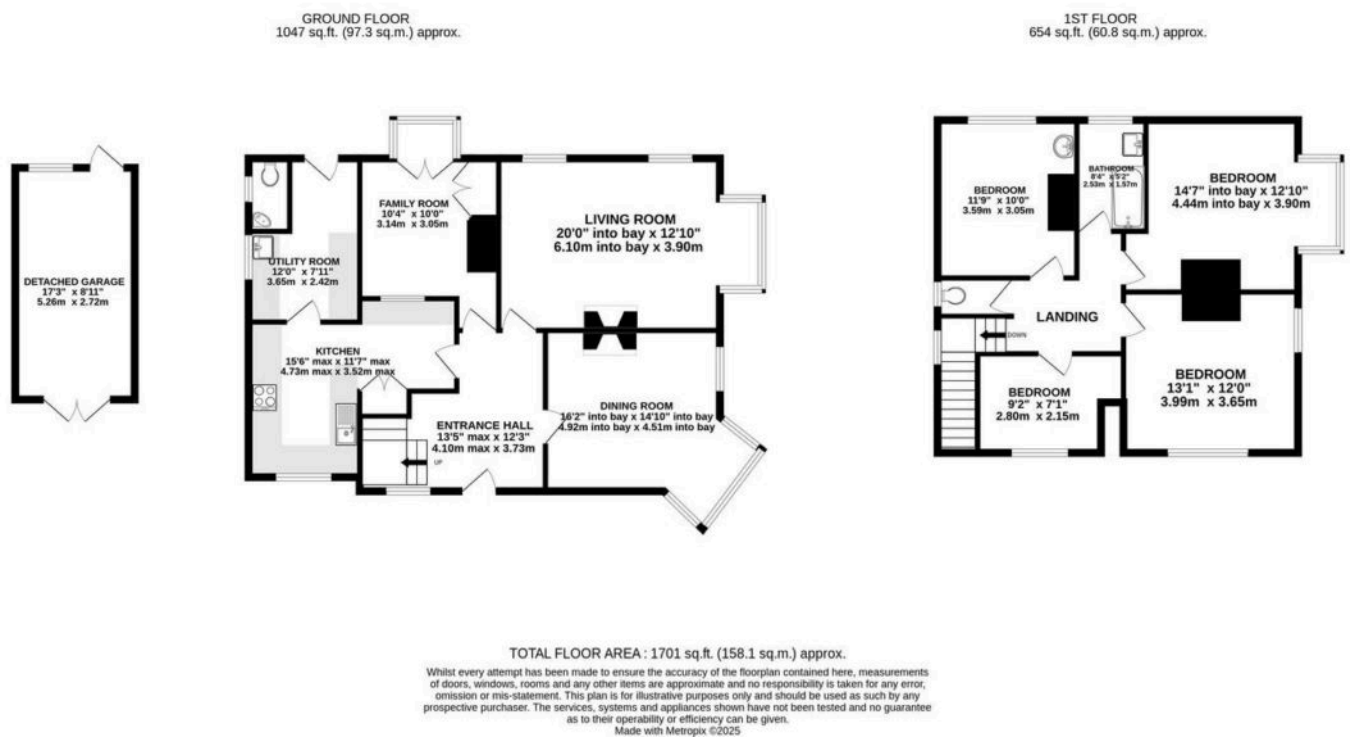 GROUND FLOOR
1047 sq.ft. (97.3 sq.m.) approx.
1ST FLOOR
654 sq.ft. (60.8 sq.m.) approx.
DETACHED GARAGE
17'3" x 8'11"
5.26m x 2.72m
FAMILY ROOM
10'4" x 10'0"
3.14m x 3.05m
LIVING ROOM
20'0" into bay x 12'10"
6.10m into bay x 3.90m
UTILITY ROOM
12'0" x 7'11"
3.65m x 2.42m
KITCHEN
15'6" max x 11'7" max
4.73m max x 3.52m max
ENTRANCE HALL
13'5" max x 12'3"
4.10m max x 3.73m
UP
DINING ROOM
16'2" into bay x 14'10" into bay
4.92m into bay x 4.51m into bay
BEDROOM
11'9" x 10'0"
3.59m x 3.05m
BATHROOM
8'4" x 5'2"
2.53m x 1.57m
BEDROOM
14'7" into bay x 12'10"
4.44m into bay x 3.90m
LANDING
DOWN
BEDROOM
9'2" x 7'1"
2.80m x 2.15m
BEDROOM
13'1" x 12'0"
3.99m x 3.65m
TOTAL FLOOR AREA : 1701 sq.ft. (158.1 sq.m.) approx.
Whilst every attempt has been made to ensure the accuracy of the floorplan contained here, measurements
of doors, windows, rooms and any other items are approximate and no responsibility is taken for any error,
omission or mis-statement. This plan is for illustrative purposes only and should be used as such by any
prospective purchaser. The services, systems and appliances shown have not been tested and no guarantee
as to their operability or efficiency can be given.
Made with Metropix ©2025